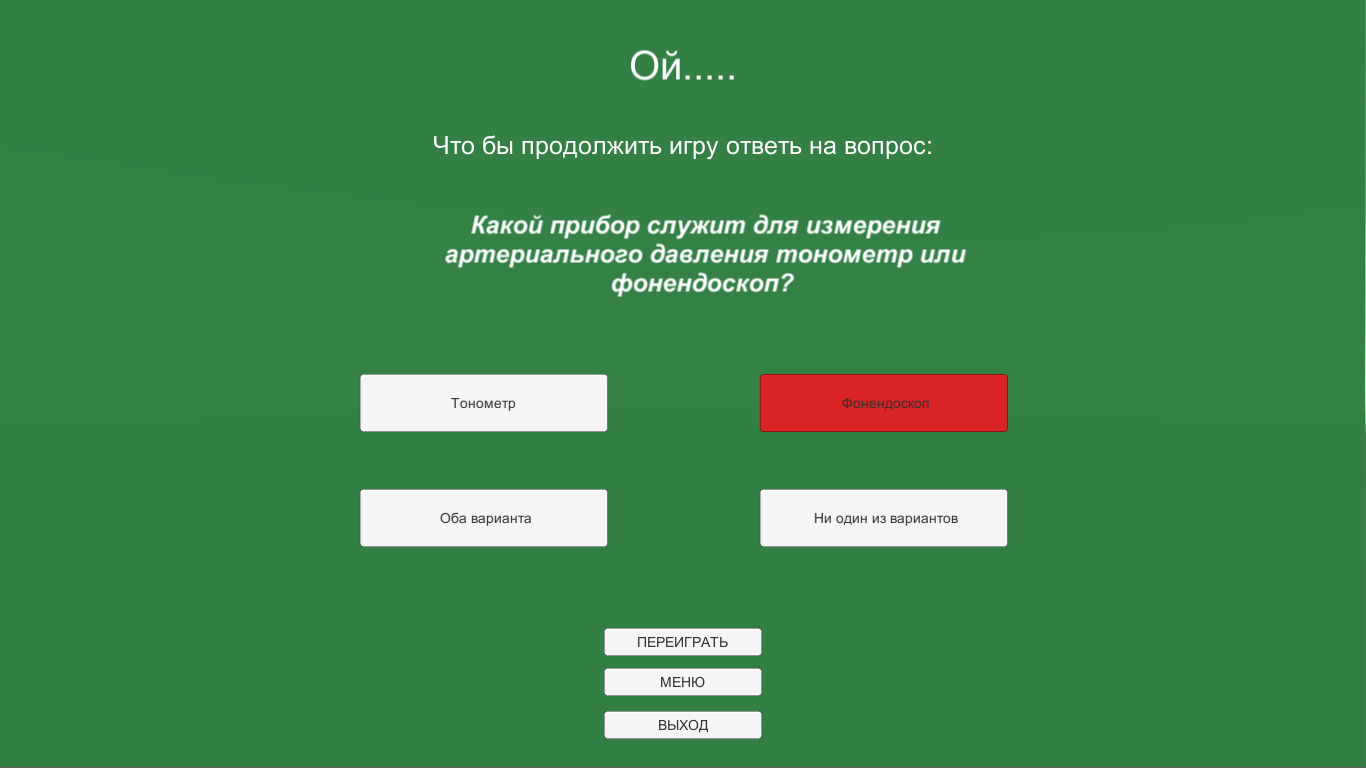 Ой.....
Что бы продолжить игру ответь на вопрос:
Какой прибор служит для измерения
артериального давления тонометр или
фонендоскоп?
Тонометр
Фонендоскоп
Оба варианта
Ни один из вариантов
ПЕРЕИГРАТЬ
МЕНЮ
ВЫХОД